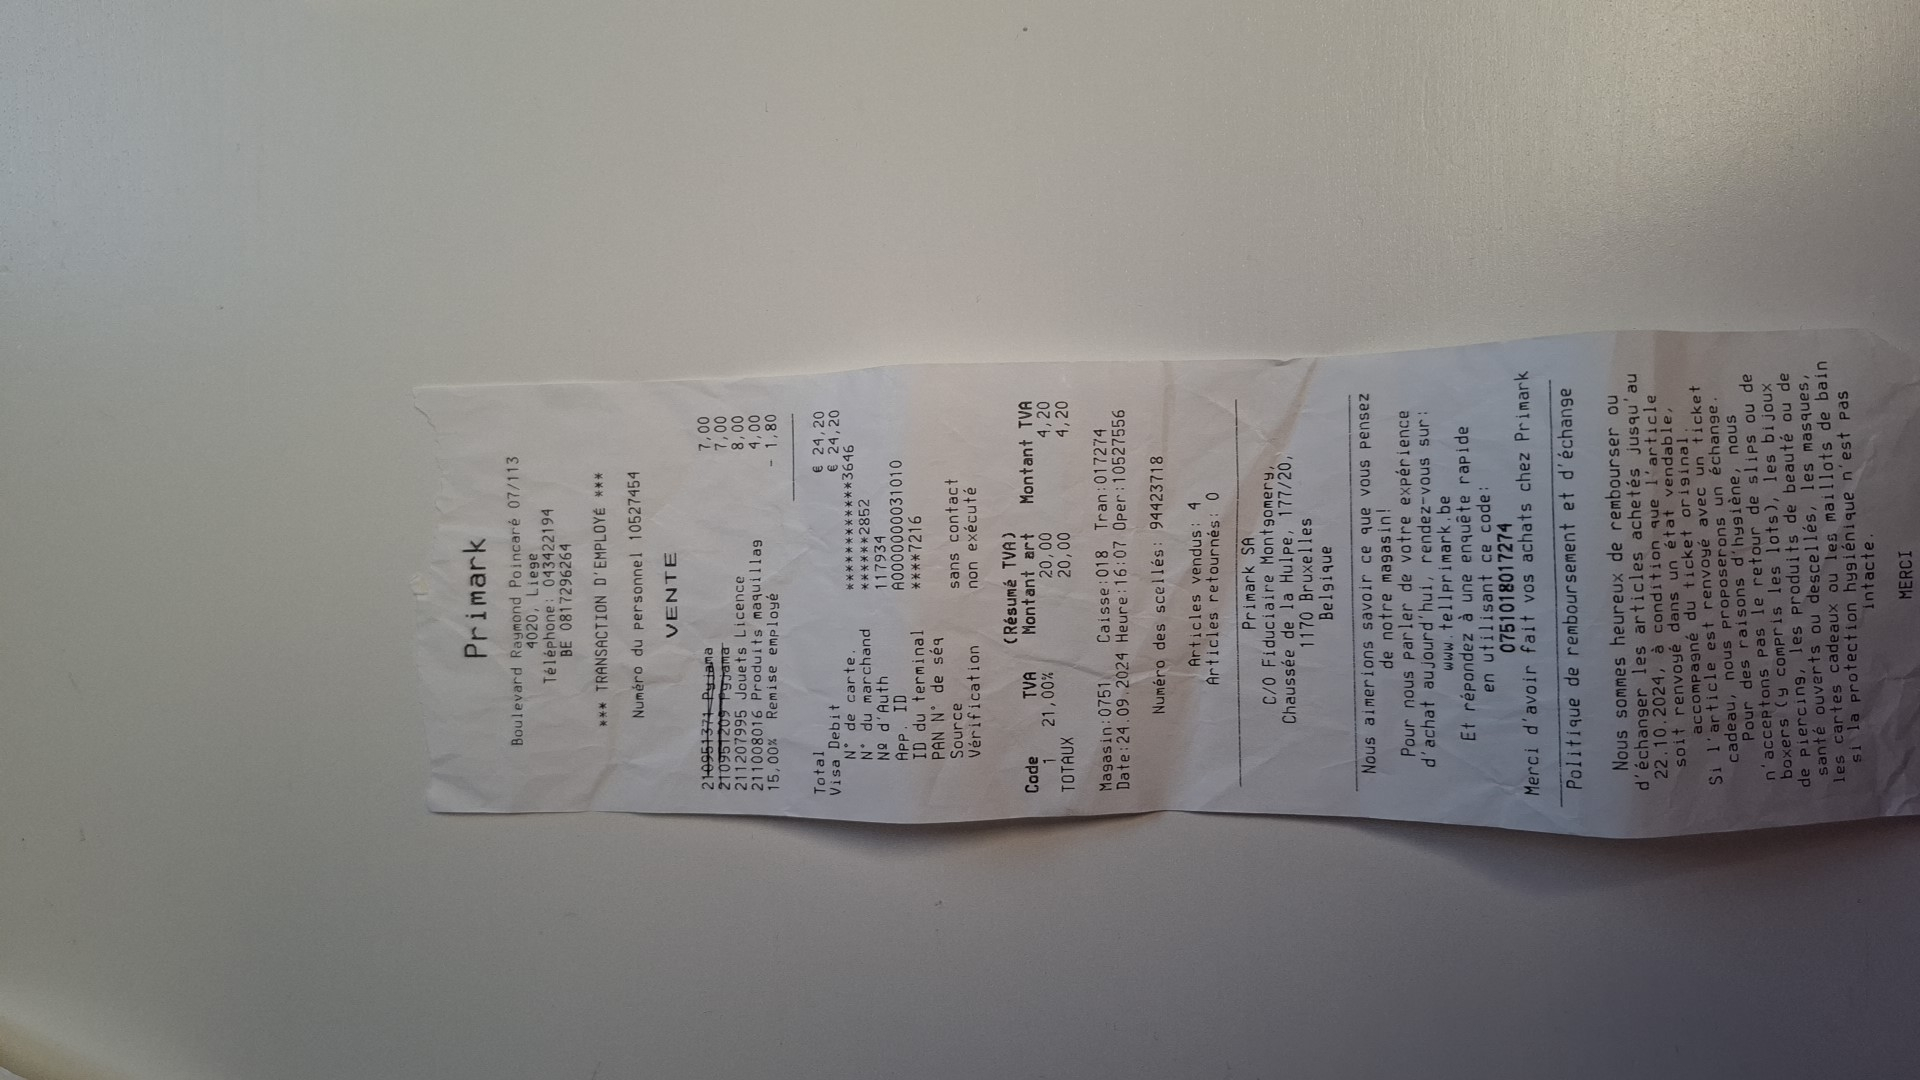 Primark
Boulevard Raymond Poincaré 07/113
4020, Liege
Téléphone: 043422194
BE 0817296264
*** TRANSACTION D'EMPLOYÉ ***
Numéro du personnel 10527454
VENTE
210951371 Pyjama 7,00
210951209 Pyjama 7,00
211207995 Jouets Licence 8,00
211008016 Produits maquillag 4,00
15,00% Remise employé - 1,80
Total € 24,20
Visa Debit € 24,20
N° de carte. ************3646
N° du marchand ******2852
Nº d'Auth 117934
App. ID A0000000031010
ID du terminal ****7216
PAN N° de séq
Source sans contact
Vérification non exécuté
(Résumé TVA)
Code TVA Montant art Montant TVA
1 21,00% 20,00 4,20
TOTAUX 20,00 4,20
Magasin:0751 Caisse:018 Tran:017274
Date:24.09.2024 Heure:16:07 Oper:10527556
Numéro des scellés: 94423718
Articles vendus: 4
Articles retournés: 0
Primark SA
C/O Fiduciaire Montgomery,
Chaussée de la Hulpe, 177/20,
1170 Bruxelles
Belgique
Nous aimerions savoir ce que vous pensez
de notre magasin!
Pour nous parler de votre expérience
d'achat aujourd'hui, rendez-vous sur:
www.tellprimark.be
Et répondez à une enquête rapide
en utilisant ce code:
075101801727​4
Merci d'avoir fait vos achats chez Primark
Politique de remboursement et d'échange
Nous sommes heureux de rembourser ou
d'échanger les articles achetés jusqu'au
22.10.2024, à condition que l'article
soit renvoyé dans un état vendable,
accompagné du ticket original.
Si l'article est renvoyé avec un ticket
cadeau, nous proposerons un échange.
Pour des raisons d'hygiène, nous
n'acceptons pas le retour de slips ou de
boxers (y compris les lots), les bijoux
de piercing, les produits de beauté ou de
santé ouverts ou descellés, les masques,
les cartes cadeaux ou les maillots de bain
si la protection hygiénique n'est pas
intacte.
MERCI